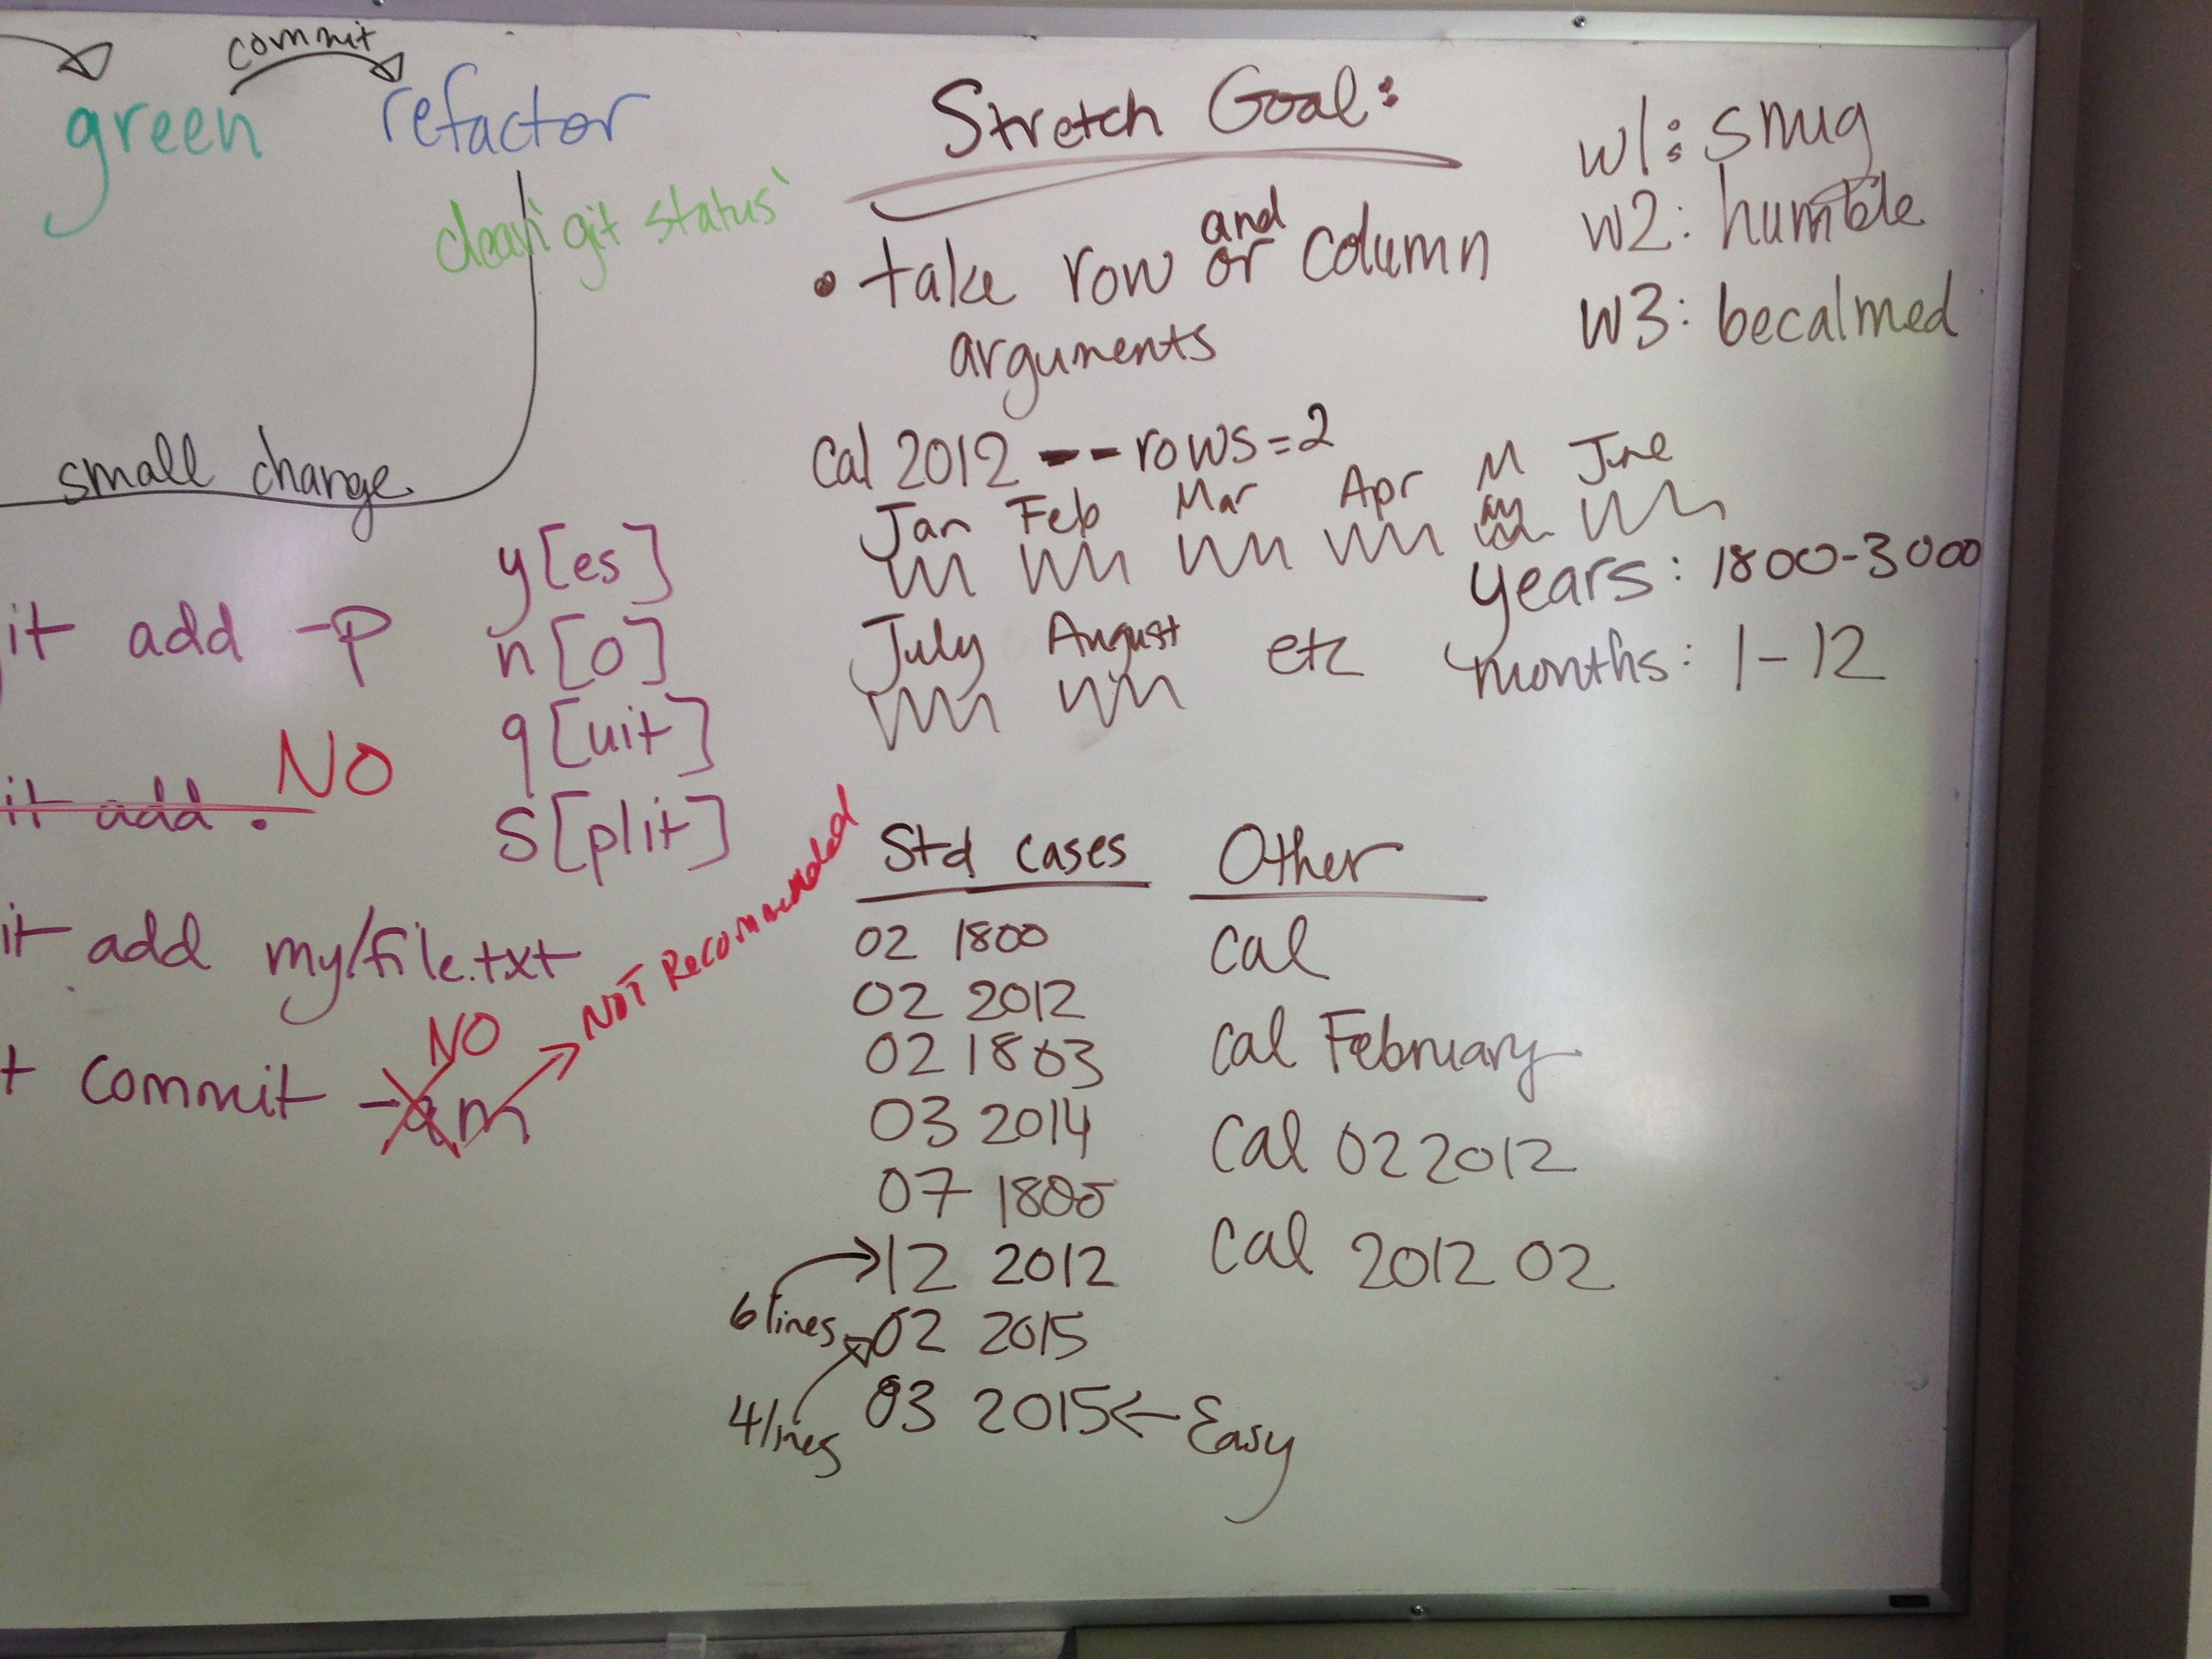 commit
green refactor
clean 'git status'
small change
it add -p
y[es]
n[o]
q[uit]
s[plit]
NO
it add .
it add my/file.txt
NO
t commit -am
NOT Recommended
Stretch Goal:
and
• take row or column
arguments
Cal 2012 --rows=2
Jan Feb Mar Apr May June
July August etc
w1: smug
w2: humble
w3: becalmed
years: 1800-3000
months: 1-12
Std cases
02 1800
02 2012
02 1803
03 2014
07 1800
12 2012
6 lines
02 2015
4 lines
03 2015 ← Easy
Other
cal
cal February
Cal 02 2012
Cal 2012 02